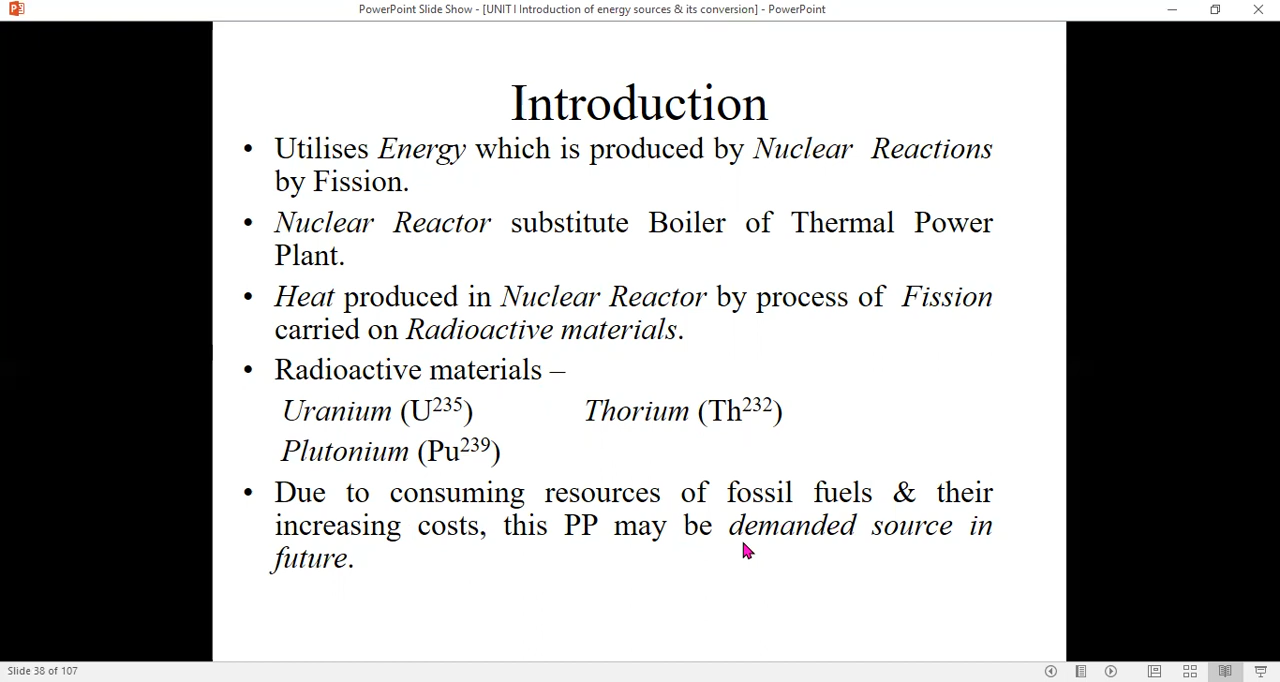 PowerPoint Slide Show - [UNIT I Introduction of energy sources & its conversion] - PowerPoint
Introduction
• Utilises Energy which is produced by Nuclear Reactions
by Fission.
• Nuclear Reactor substitute Boiler of Thermal Power
Plant.
• Heat produced in Nuclear Reactor by process of Fission
carried on Radioactive materials.
• Radioactive materials –
Uranium (U²³⁵) Thorium (Th²³²)
Plutonium (Pu²³⁹)
• Due to consuming resources of fossil fuels & their
increasing costs, this PP may be demanded source in
future.
Slide 38 of 107